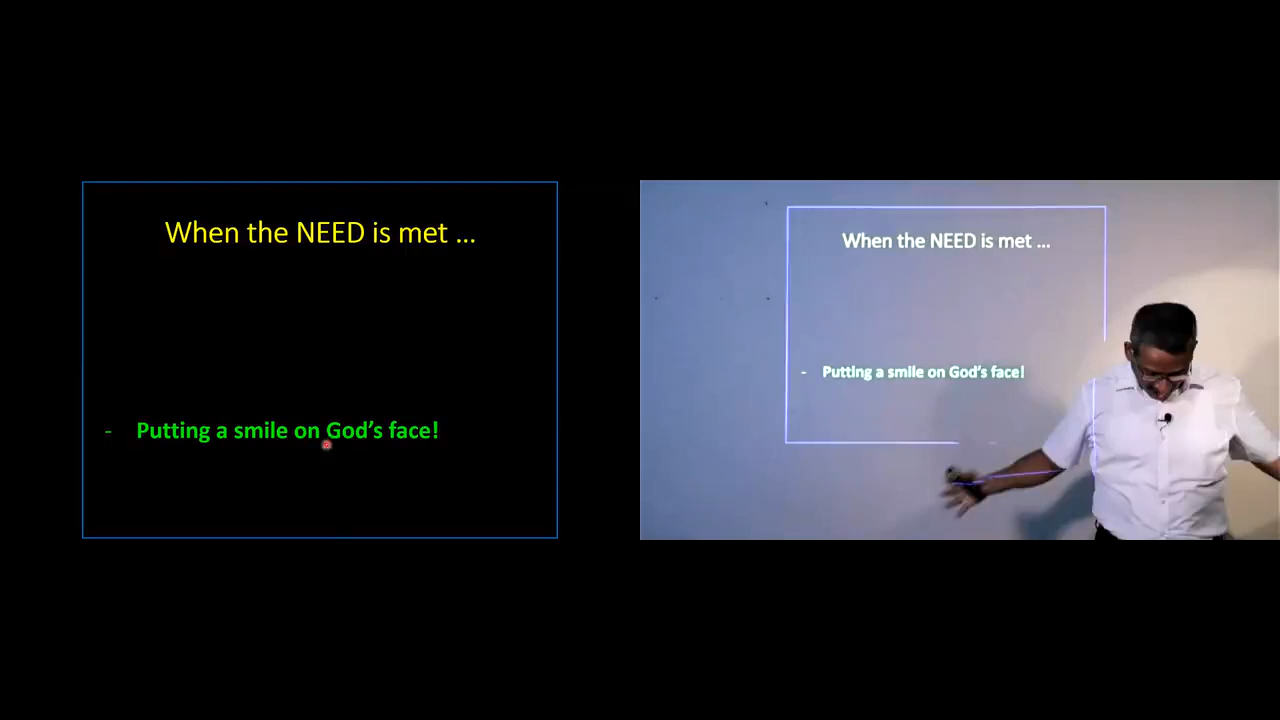 When the NEED is met ...
- Putting a smile on God's face!
When the NEED is met ...
- Putting a smile on God's face!